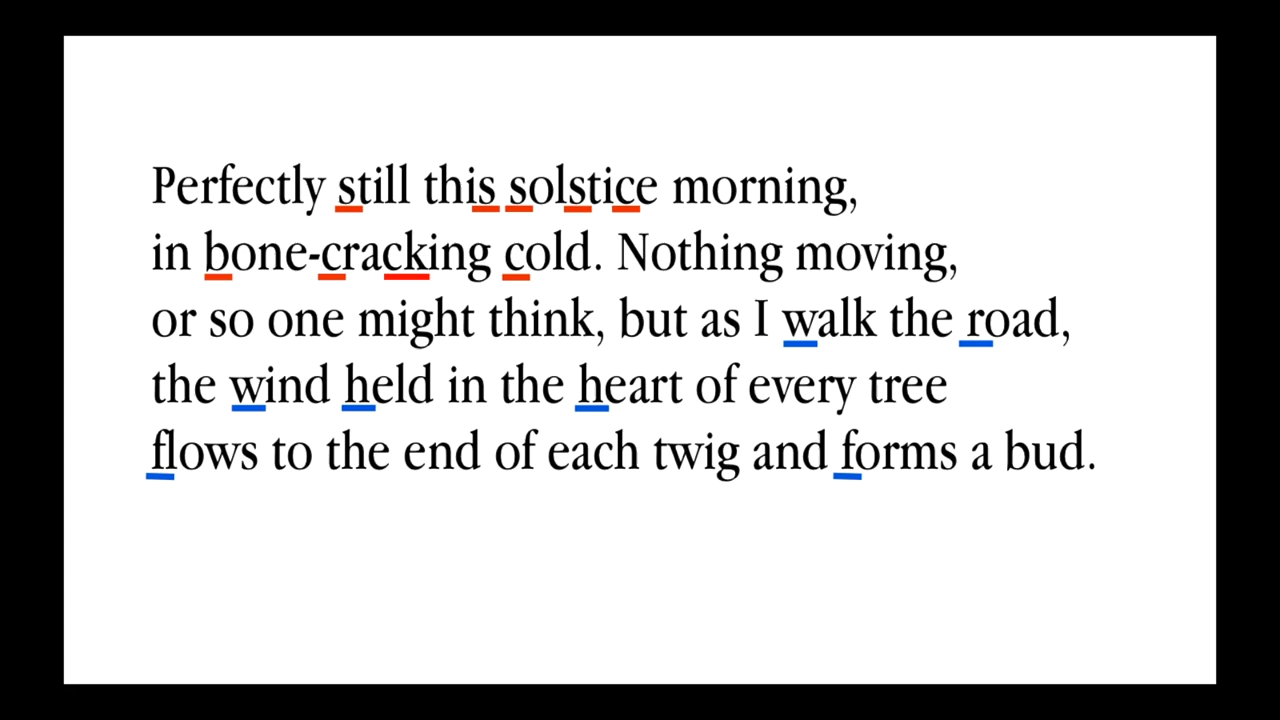 Perfectly still this solstice morning,
in bone-cracking cold. Nothing moving,
or so one might think, but as I walk the road,
the wind held in the heart of every tree
flows to the end of each twig and forms a bud.